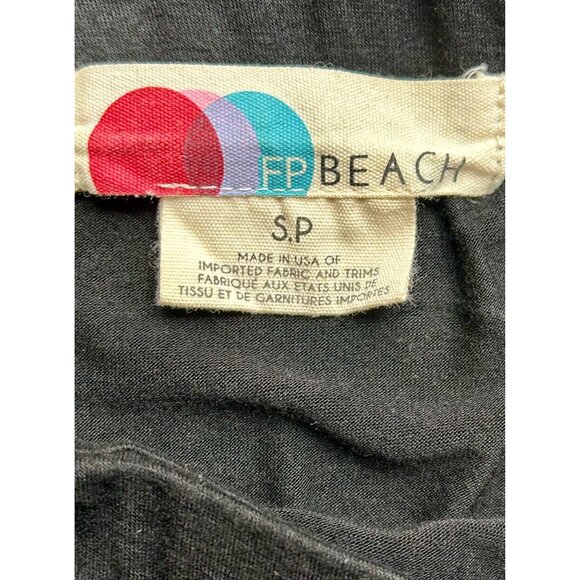 FP BEACH
S.P
MADE IN USA OF
IMPORTED FABRIC AND TRIMS
FABRIQUÉ AUX ETATS UNIS DE
TISSU ET DE GARNITURES IMPORTES